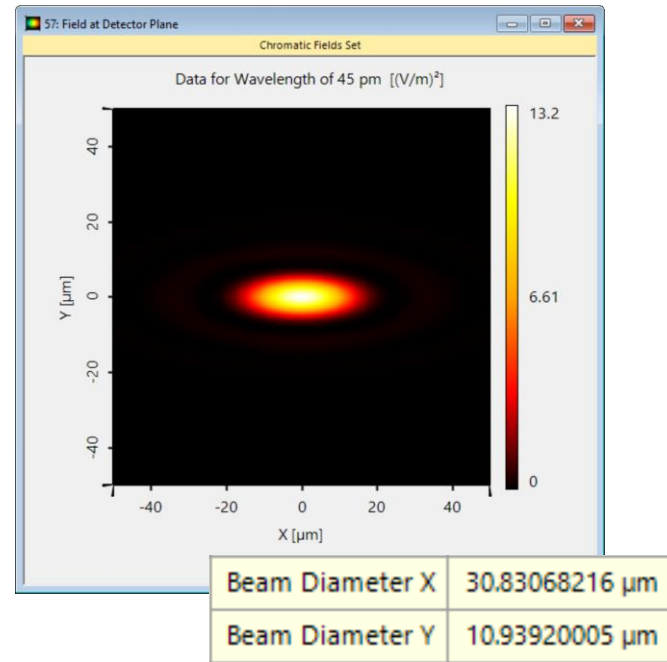 57: Field at Detector Plane
Chromatic Fields Set
Data for Wavelength of 45 pm [(V/m)²]
13.2
6.61
0
Y [µm]
40
20
0
-20
-40
-40 -20 0 20 40
X [µm]
Beam Diameter X 30.83068216 µm
Beam Diameter Y 10.93920005 µm